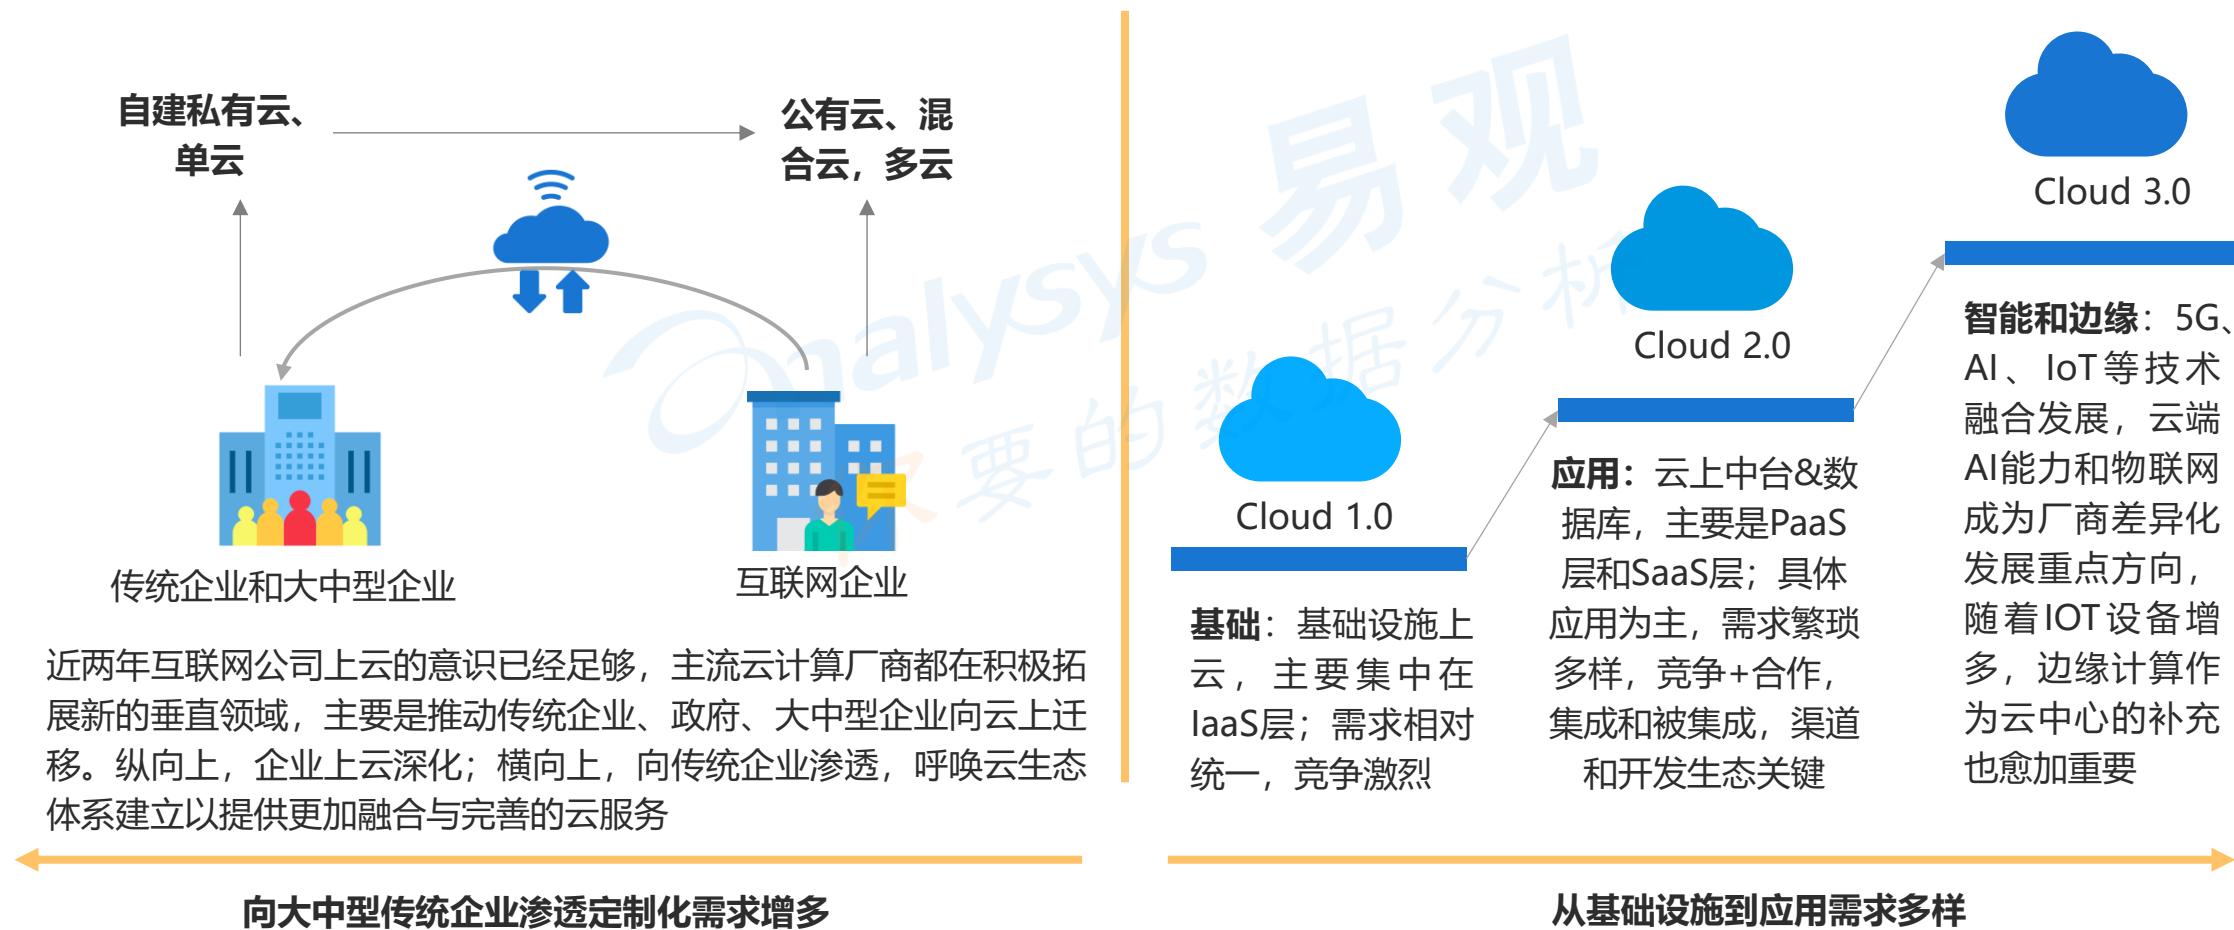 自建私有云、
单云
公有云、混
合云，多云
传统企业和大中型企业
互联网企业
近两年互联网公司上云的意识已经足够，主流云计算厂商都在积极拓
展新的垂直领域，主要是推动传统企业、政府、大中型企业向云上迁
移。纵向上，企业上云深化；横向上，向传统企业渗透，呼唤云生态
体系建立以提供更加融合与完善的云服务
向大中型传统企业渗透定制化需求增多
Cloud 1.0
基础：基础设施上
云，主要集中在
IaaS层；需求相对
统一，竞争激烈
Cloud 2.0
应用：云上中台&数
据库，主要是PaaS
层和SaaS层；具体
应用为主，需求繁琐
多样，竞争+合作，
集成和被集成，渠道
和开发生态关键
Cloud 3.0
智能和边缘：5G、
AI、IoT等技术
融合发展，云端
AI能力和物联网
成为厂商差异化
发展重点方向，
随着IOT设备增
多，边缘计算作
为云中心的补充
也愈加重要
从基础设施到应用需求多样
analysys 易观
要的数据分析